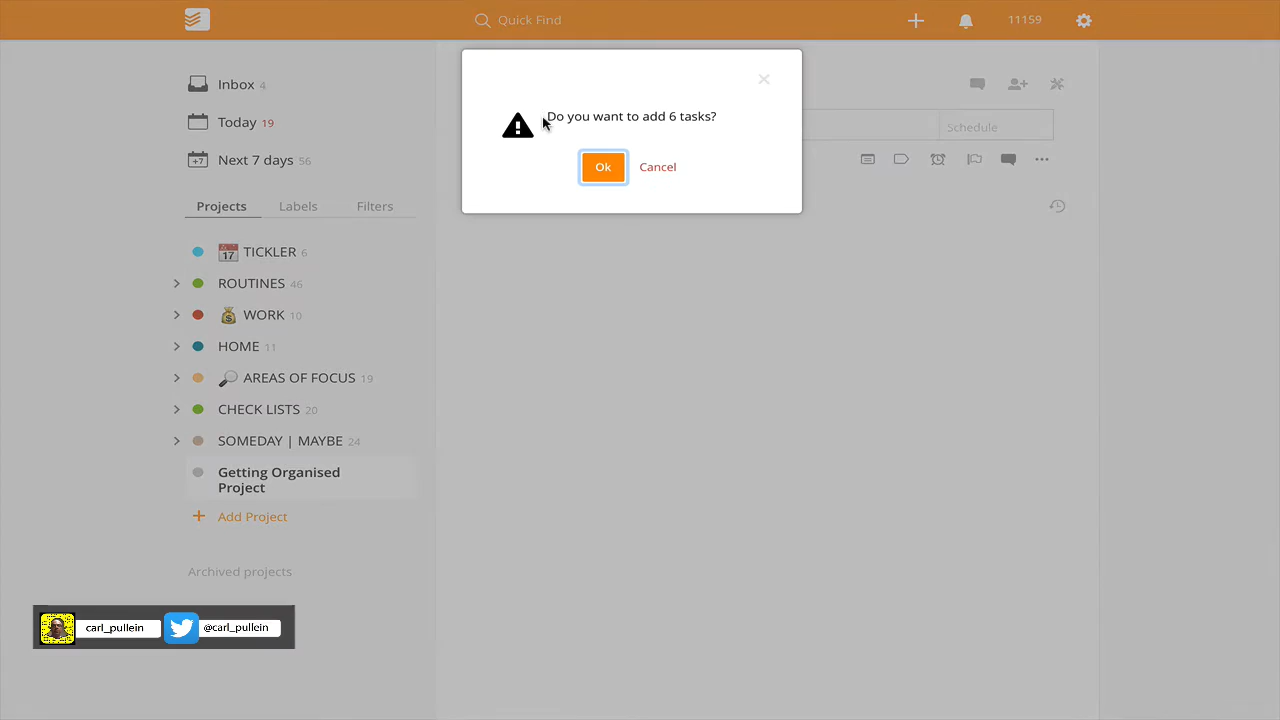 Quick Find
11159
Inbox 4
Today 19
+7 Next 7 days 56
Projects Labels Filters
17 TICKLER 6
ROUTINES 46
$ WORK 10
HOME 11
AREAS OF FOCUS 19
CHECK LISTS 20
SOMEDAY | MAYBE 24
Getting Organised
Project
+ Add Project
Archived projects
Do you want to add 6 tasks?
Ok Cancel
Schedule
carl_pullein @carl_pullein